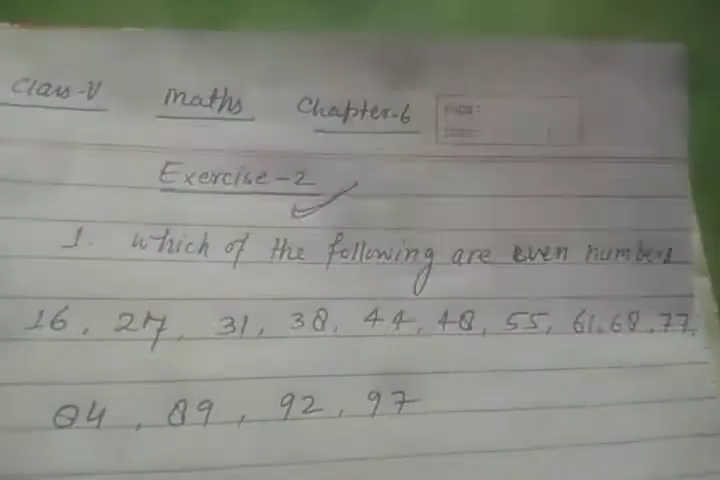 Class-V Maths Chapter-6
PAGE:
Exercise-2
1. Which of the following are even numbers
16, 27, 31, 38, 44, 48, 55, 61, 68, 77,
84, 89, 92, 97